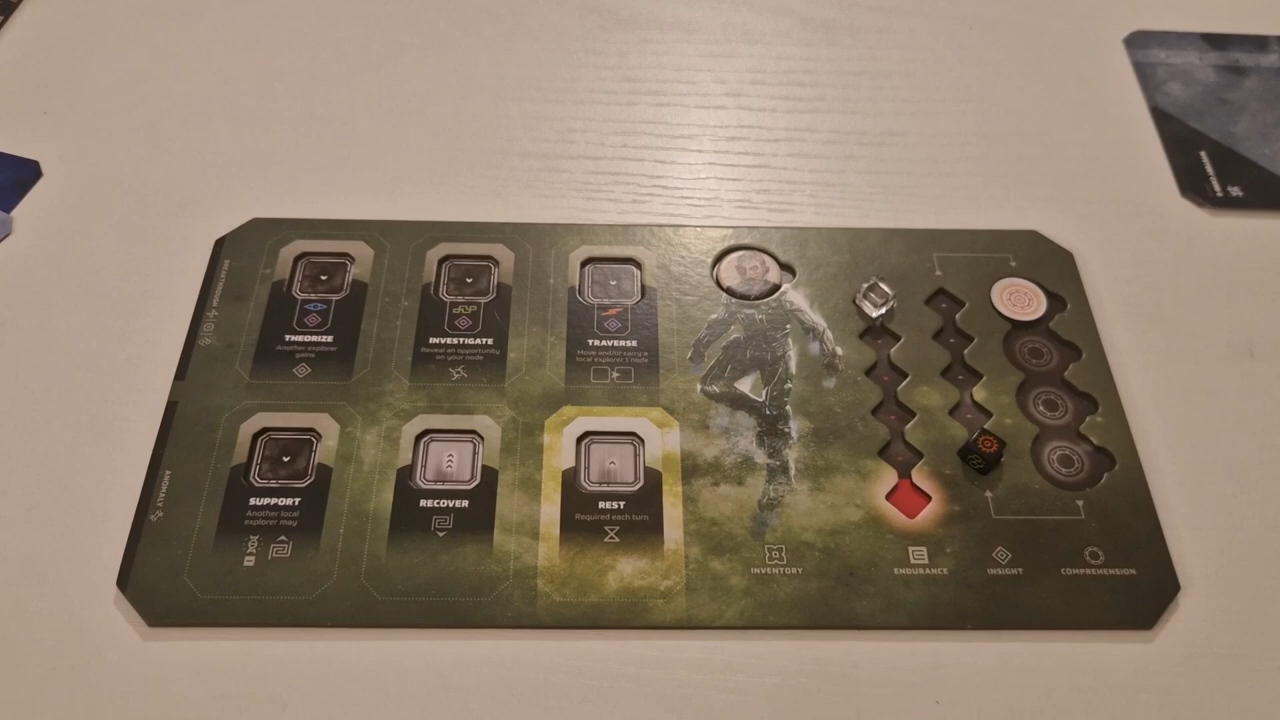 BREAKTHROUGH
THEORIZE
Another explorer
gains
INVESTIGATE
Reveal an opportunity
on your node
TRAVERSE
Move and/or carry a
local explorer 1 node
ANOMALY
SUPPORT
Another local
explorer may
RECOVER
REST
Required each turn
INVENTORY
ENDURANCE
INSIGHT
COMPREHENSION